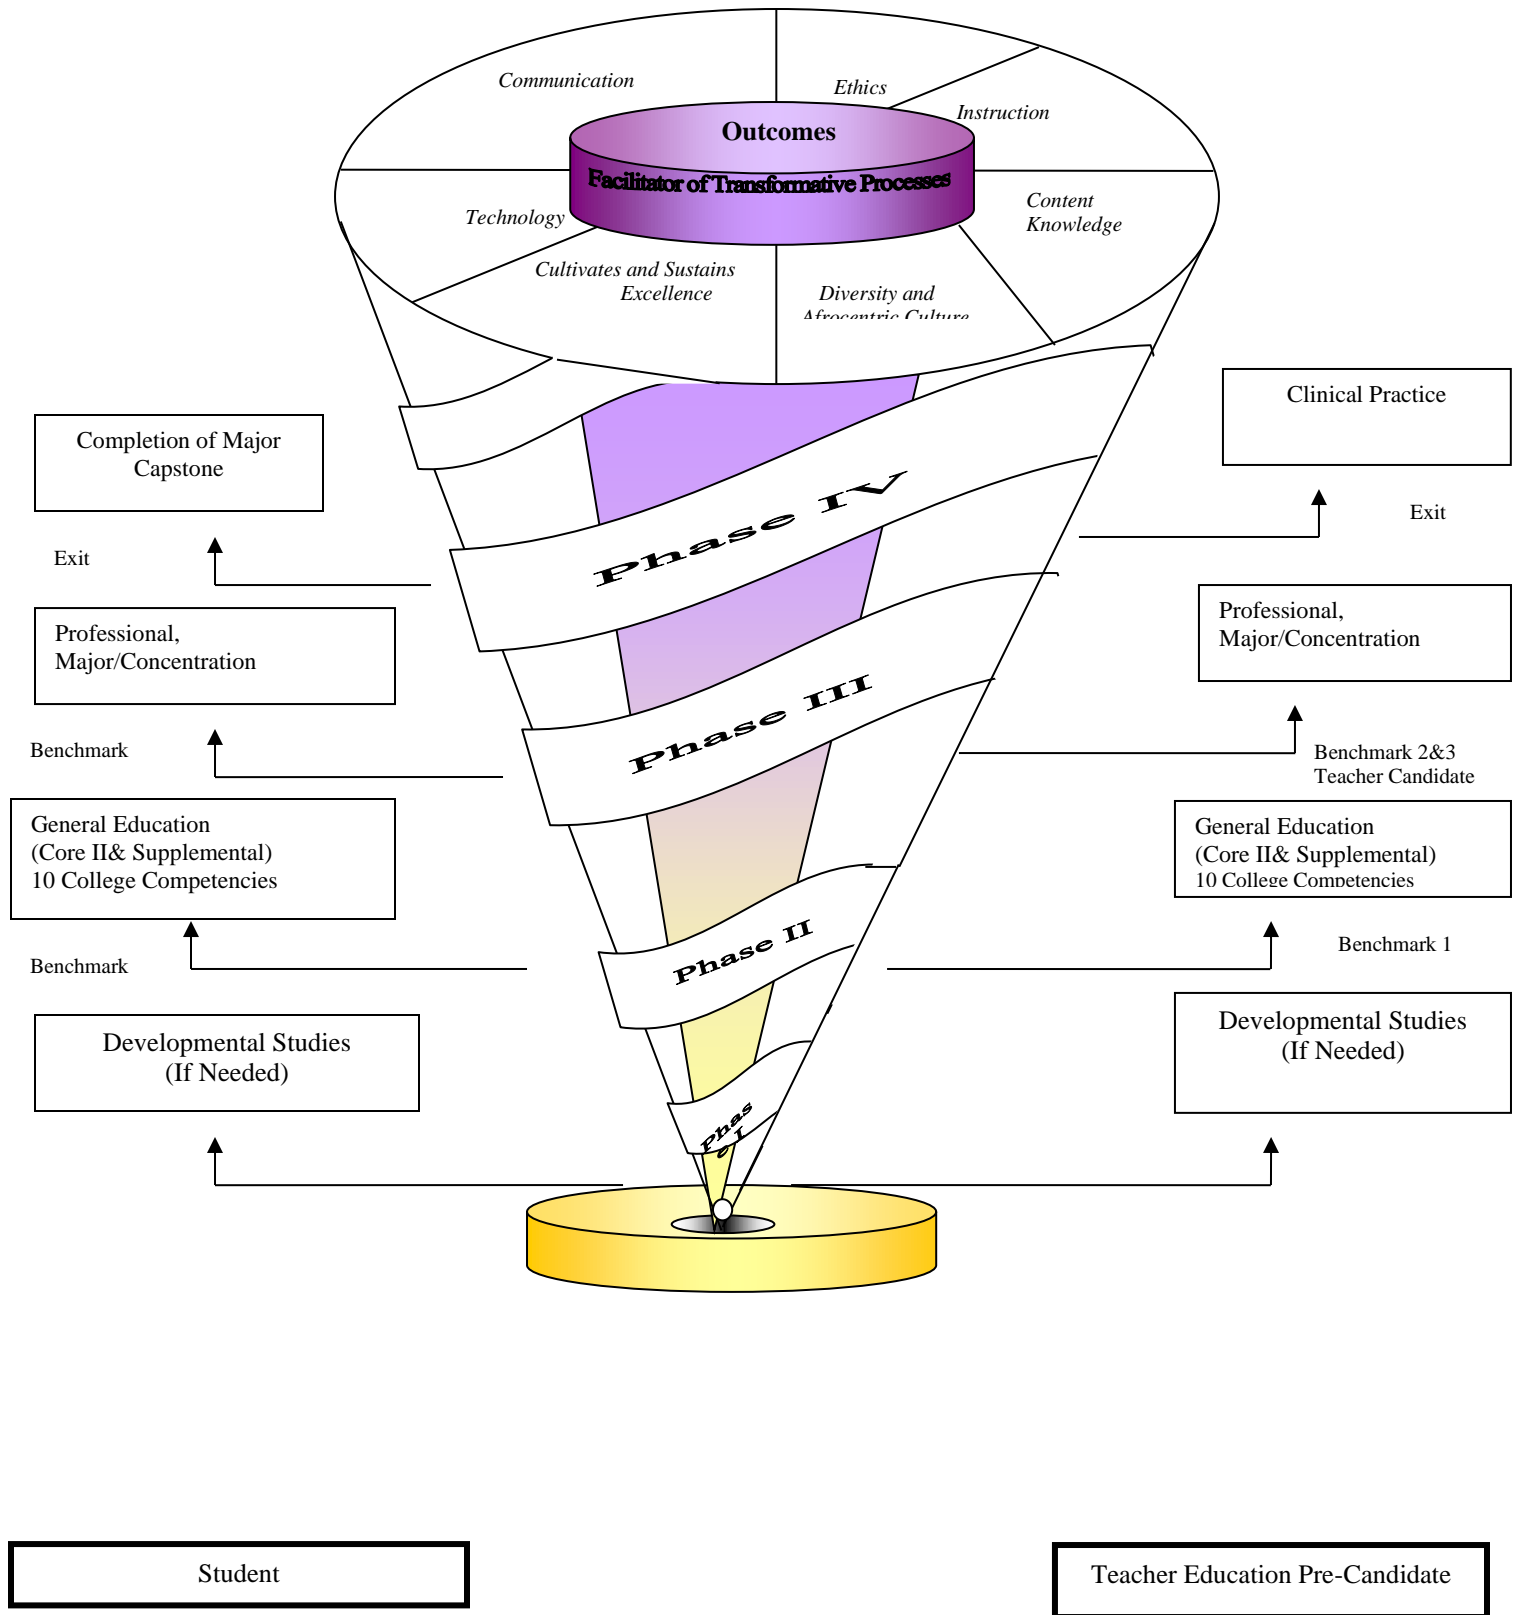 Communication
Ethics
Instruction
Outcomes
Facilitator of Transformative Processes
Technology
Content
Knowledge
Cultivates and Sustains
Excellence
Diversity and
Afrocentric Culture
Clinical Practice
Completion of Major
Capstone
Phase IV
Exit
Exit
Professional,
Major/Concentration
Professional,
Major/Concentration
Phase III
Benchmark
Benchmark 2&3
Teacher Candidate
General Education
(Core II& Supplemental)
10 College Competencies
General Education
(Core II& Supplemental)
10 College Competencies
Phase II
Benchmark
Benchmark 1
Developmental Studies
(If Needed)
Developmental Studies
(If Needed)
Phas
e I
Student
Teacher Education Pre-Candidate